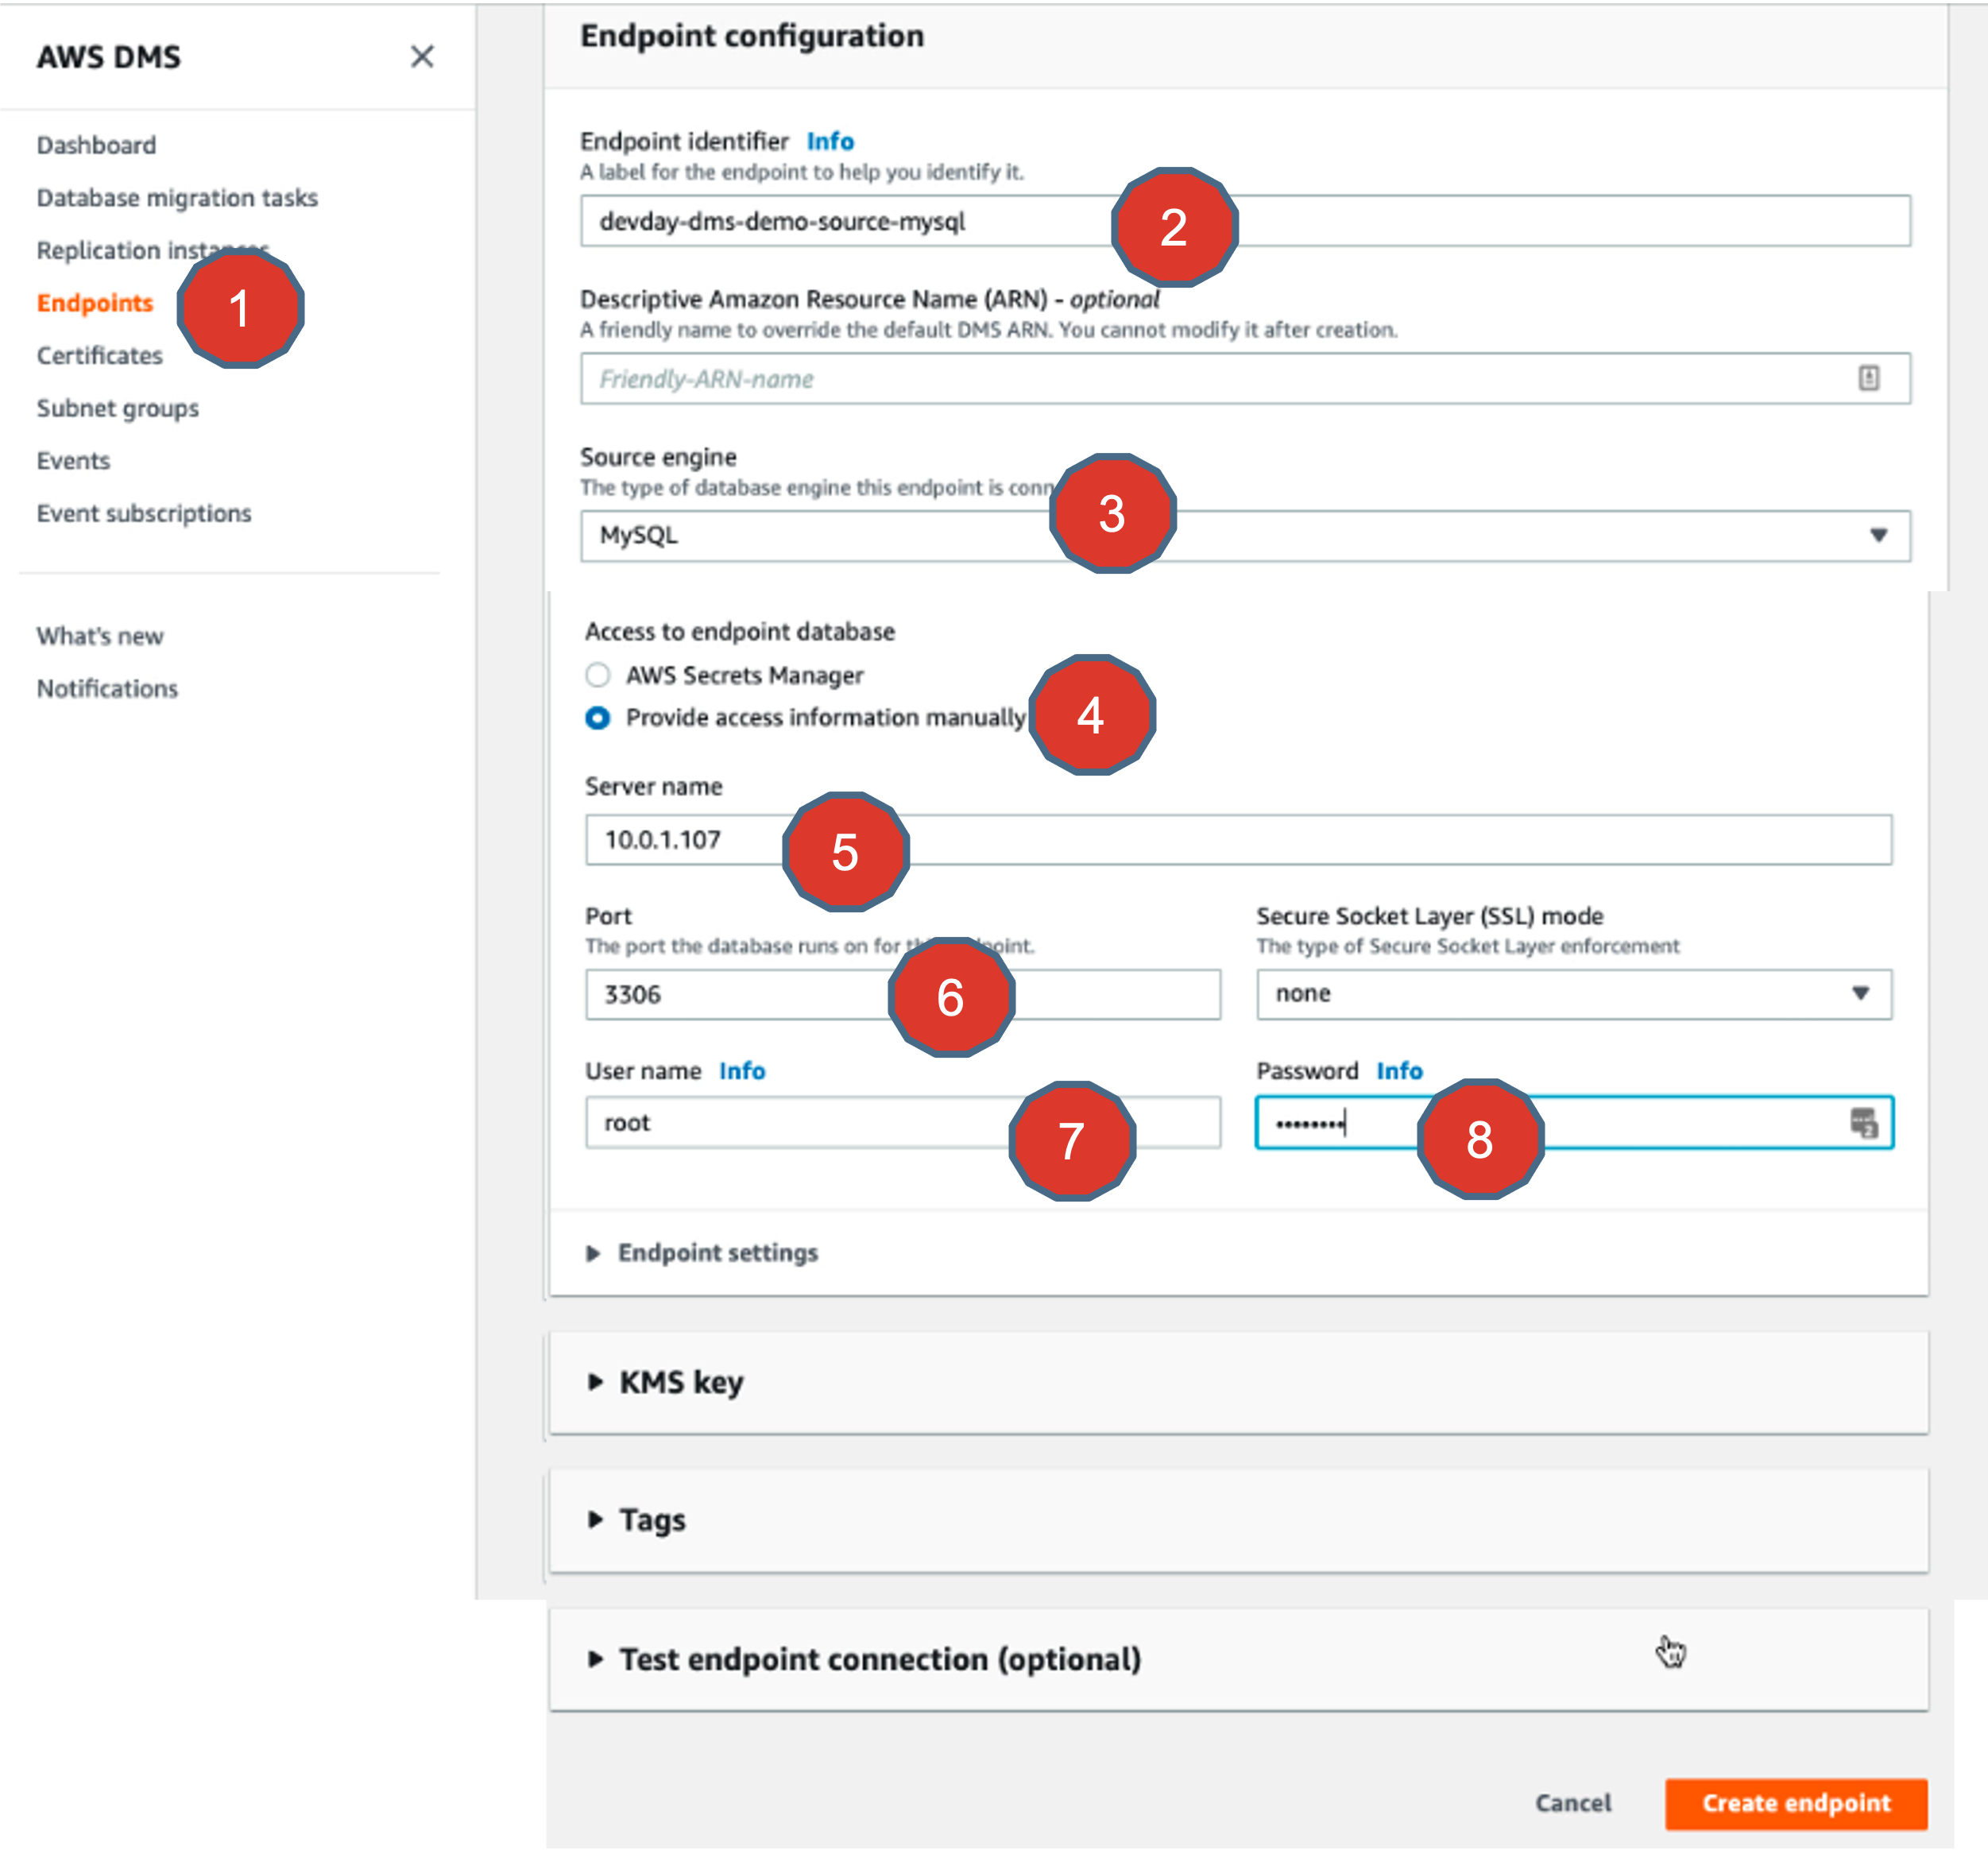 AWS DMS
Dashboard
Database migration tasks
Replication instances
Endpoints
1
Certificates
Subnet groups
Events
Event subscriptions
What's new
Notifications
Endpoint configuration
Endpoint identifier Info
A label for the endpoint to help you identify it.
devday-dms-demo-source-mysql
2
Descriptive Amazon Resource Name (ARN) - optional
A friendly name to override the default DMS ARN. You cannot modify it after creation.
Friendly-ARN-name
Source engine
The type of database engine this endpoint is conn
3
MySQL
Access to endpoint database
AWS Secrets Manager
Provide access information manually
4
Server name
10.0.1.107
5
Port
The port the database runs on for this endpoint.
3306
6
Secure Socket Layer (SSL) mode
The type of Secure Socket Layer enforcement
none
User name Info
root
7
Password Info
••••••••
8
Endpoint settings
KMS key
Tags
Test endpoint connection (optional)
Cancel
Create endpoint